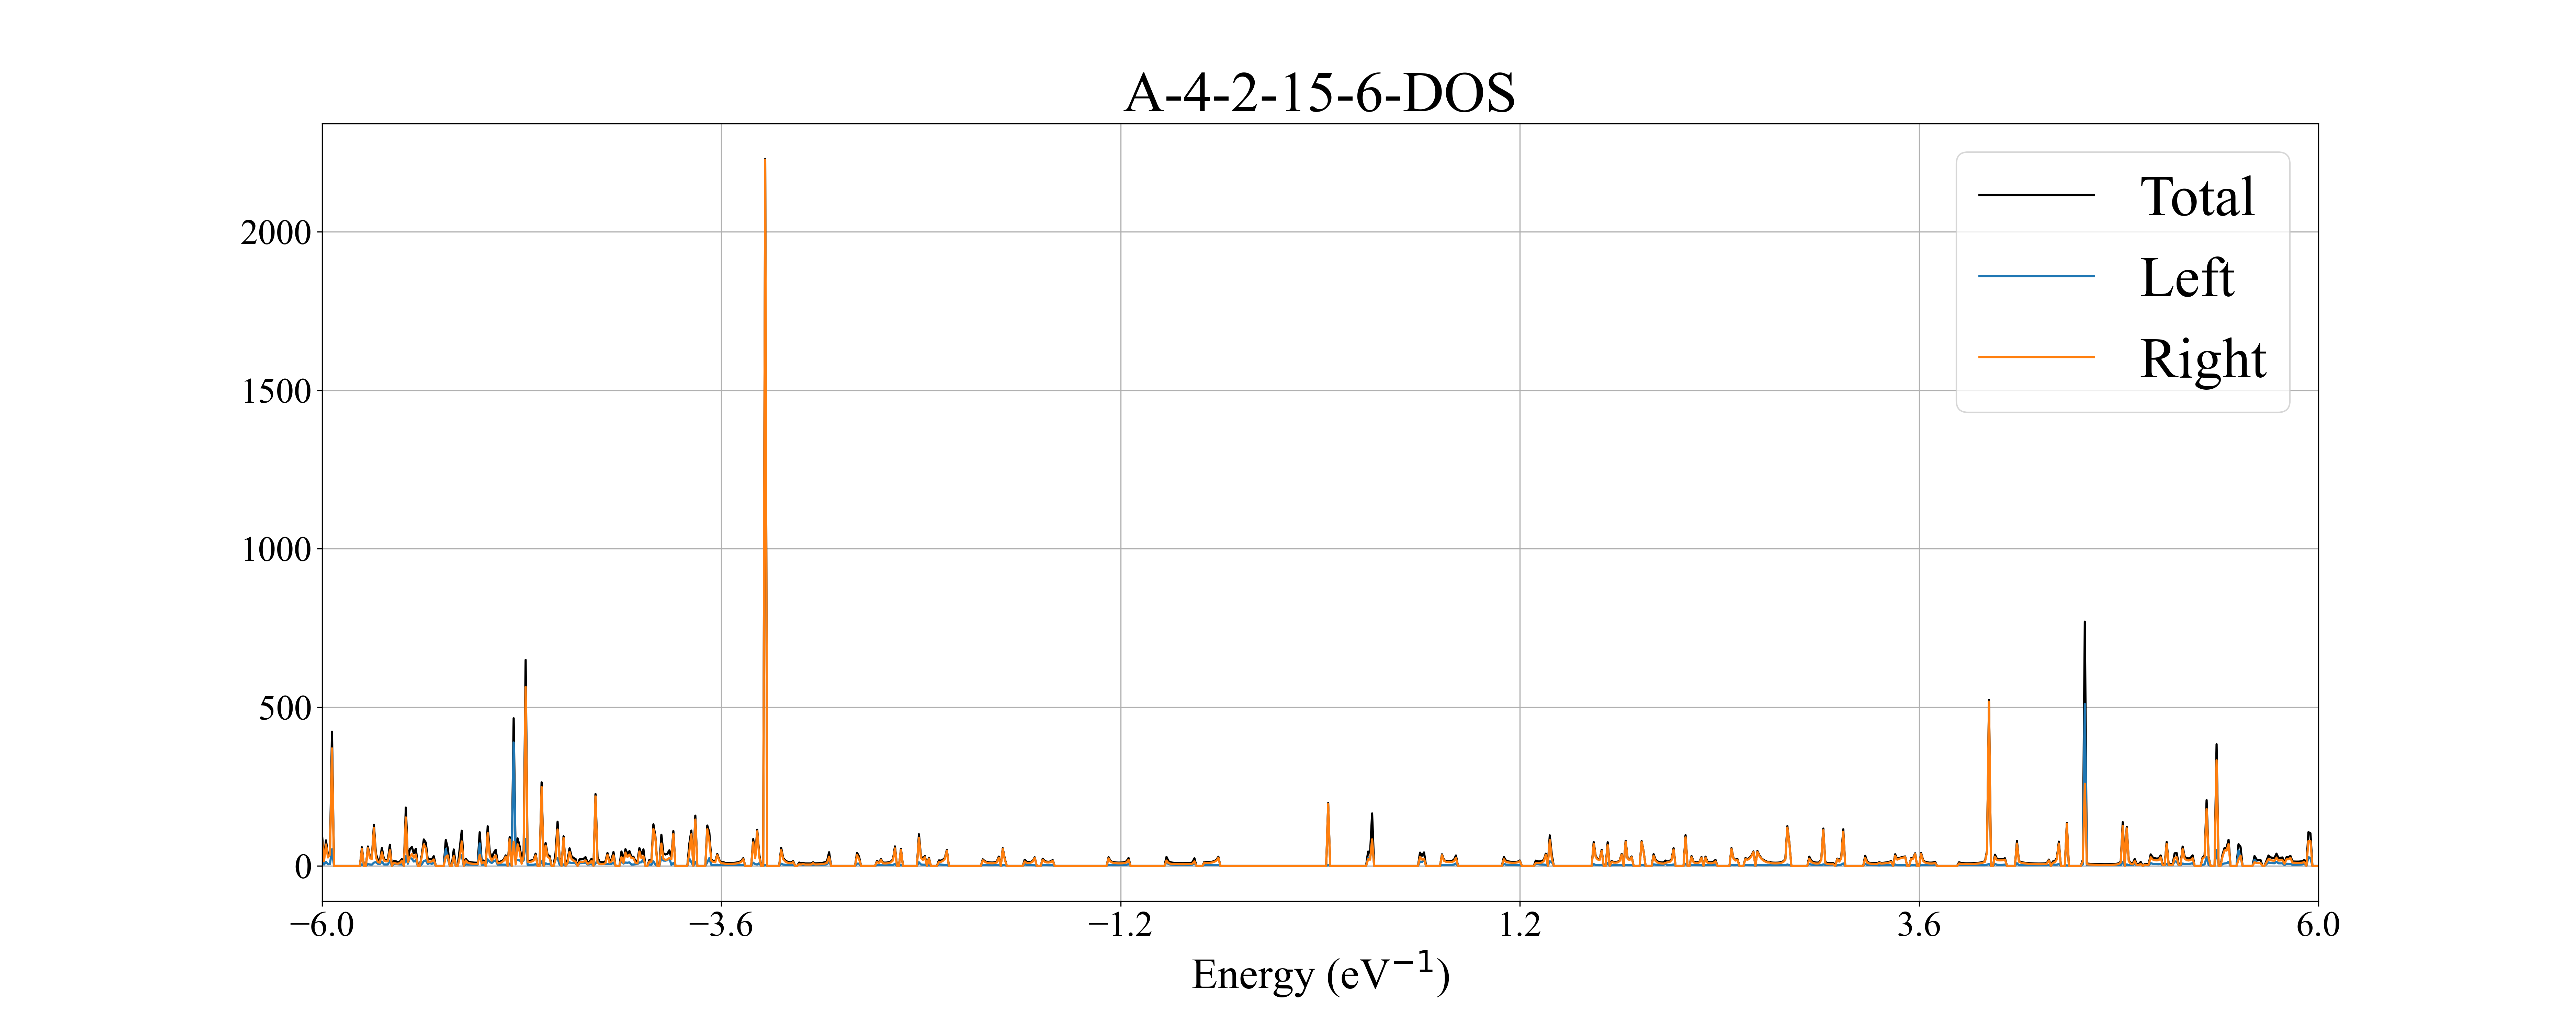 A-4-2-15-6-DOS
Total
Left
Right
2000
1500
1000
500
0
−6.0 −3.6 −1.2 1.2 3.6 6.0
Energy (eV⁻¹)